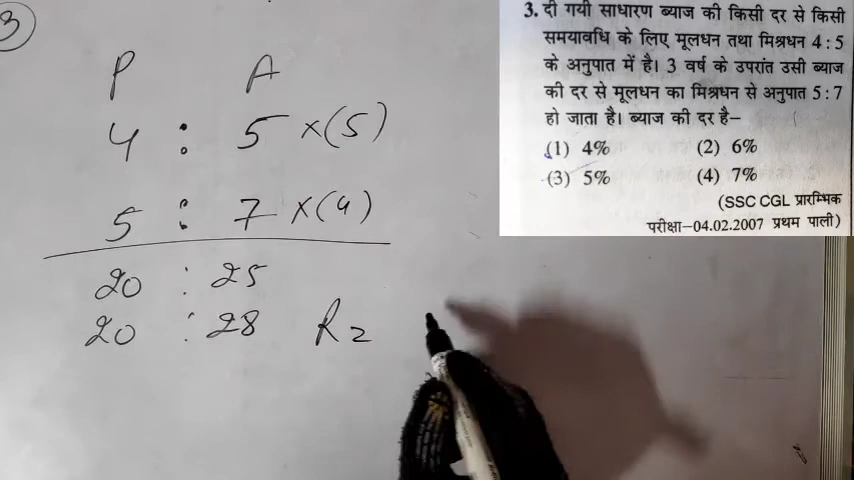 3
P A
4 : 5 ×(5)
5 : 7 ×(4)
20 : 25
20 : 28 R =
3. दी गयी साधारण ब्याज की किसी दर से किसी
समयावधि के लिए मूलधन तथा मिश्रधन 4 : 5
के अनुपात में है। 3 वर्ष के उपरांत उसी ब्याज
की दर से मूलधन का मिश्रधन से अनुपात 5 : 7
हो जाता है। ब्याज की दर है–
(1) 4% (2) 6%
(3) 5% (4) 7%
(SSC CGL प्रारम्भिक
परीक्षा–04.02.2007 प्रथम पाली)